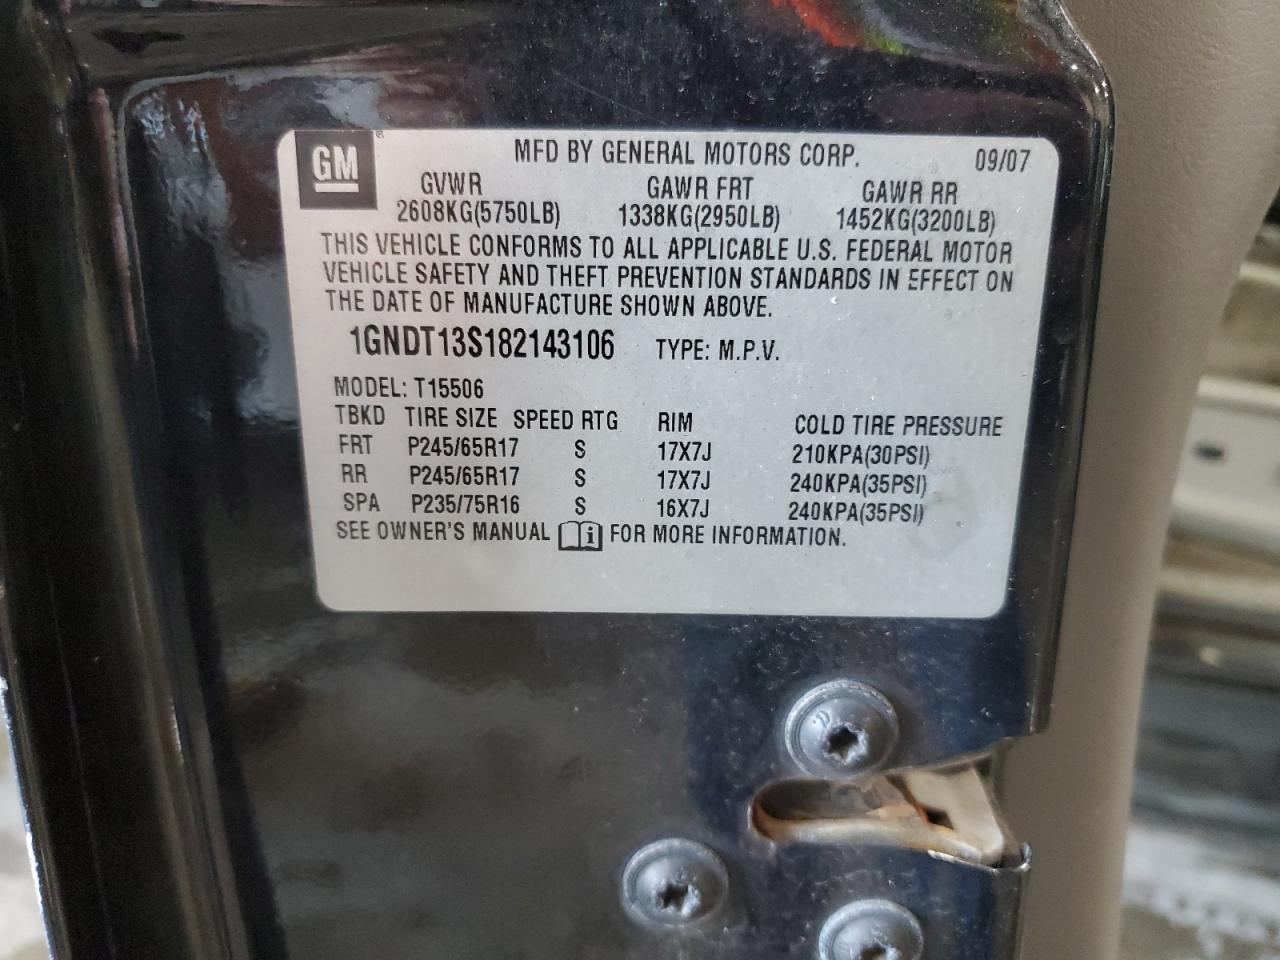 GM®
MFD BY GENERAL MOTORS CORP. 09/07
GVWR GAWR FRT GAWR RR
2608KG(5750LB) 1338KG(2950LB) 1452KG(3200LB)
THIS VEHICLE CONFORMS TO ALL APPLICABLE U.S. FEDERAL MOTOR
VEHICLE SAFETY AND THEFT PREVENTION STANDARDS IN EFFECT ON
THE DATE OF MANUFACTURE SHOWN ABOVE.
1GNDT13S182143106 TYPE: M.P.V.
MODEL: T15506
TBKD TIRE SIZE SPEED RTG RIM COLD TIRE PRESSURE
FRT P245/65R17 S 17X7J 210KPA(30PSI)
RR P245/65R17 S 17X7J 240KPA(35PSI)
SPA P235/75R16 S 16X7J 240KPA(35PSI)
SEE OWNER'S MANUAL i FOR MORE INFORMATION.